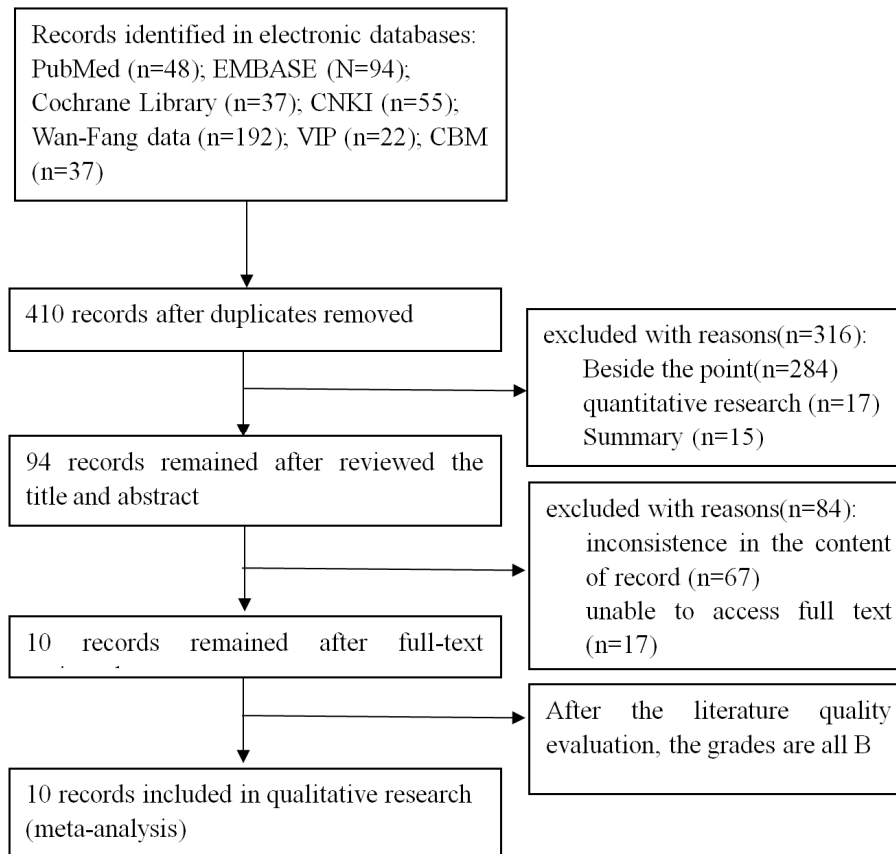 Records identified in electronic databases:
PubMed (n=48); EMBASE (N=94);
Cochrane Library (n=37); CNKI (n=55);
Wan-Fang data (n=192); VIP (n=22); CBM
(n=37)
410 records after duplicates removed
excluded with reasons(n=316):
Beside the point(n=284)
quantitative research (n=17)
Summary (n=15)
94 records remained after reviewed the
title and abstract
excluded with reasons(n=84):
inconsistence in the content
of record (n=67)
unable to access full text
(n=17)
10 records remained after full-text
After the literature quality
evaluation, the grades are all B
10 records included in qualitative research
(meta-analysis)